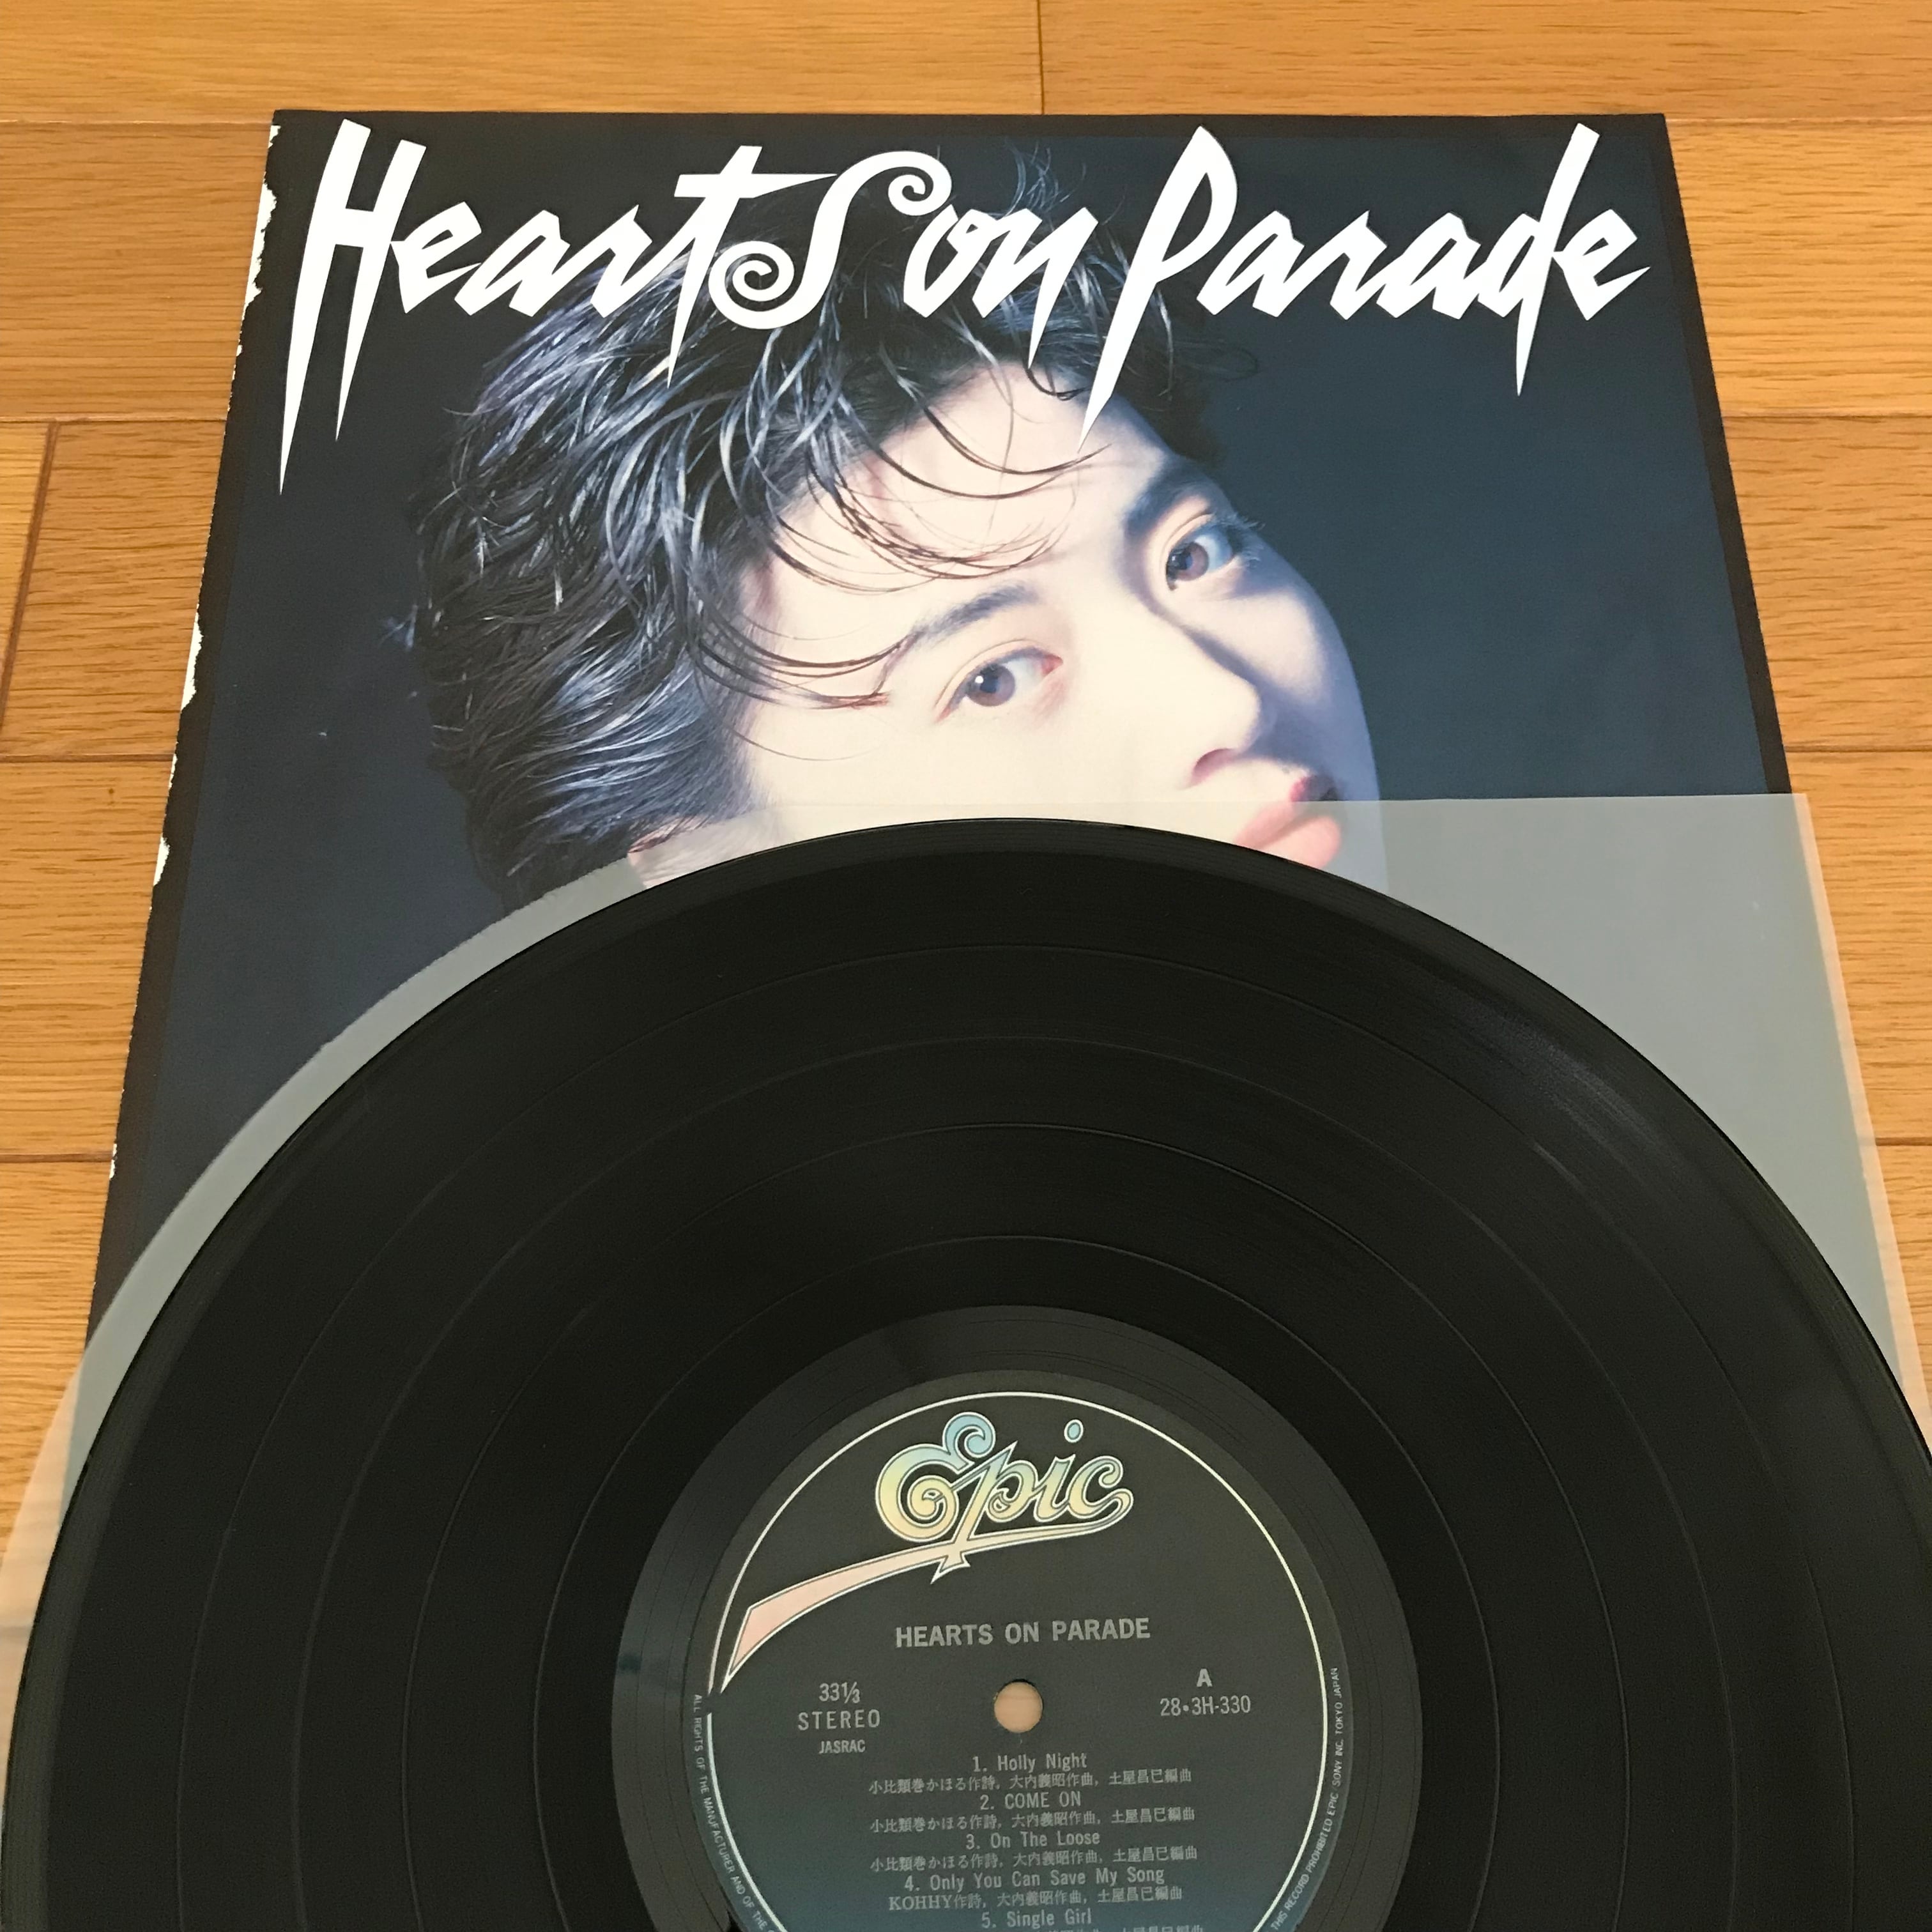 Hearts on Parade
Epic
HEARTS ON PARADE
33⅓
STEREO
JASRAC
A
28・3H-330
1. Holly Night
小比類巻かほる作詩, 大内義昭作曲, 土屋昌巳編曲
2. COME ON
小比類巻かほる作詩, 大内義昭作曲, 土屋昌巳編曲
3. On The Loose
小比類巻かほる作詩, 大内義昭作曲, 土屋昌巳編曲
4. Only You Can Save My Song
KOHHY作詩, 大内義昭作曲, 土屋昌巳編曲
5. Single Girl
ALL RIGHTS OF THE MANUFACTURER AND OF THE
THIS RECORD PROHIBITED EPIC SONY INC. TOKYO JAPAN